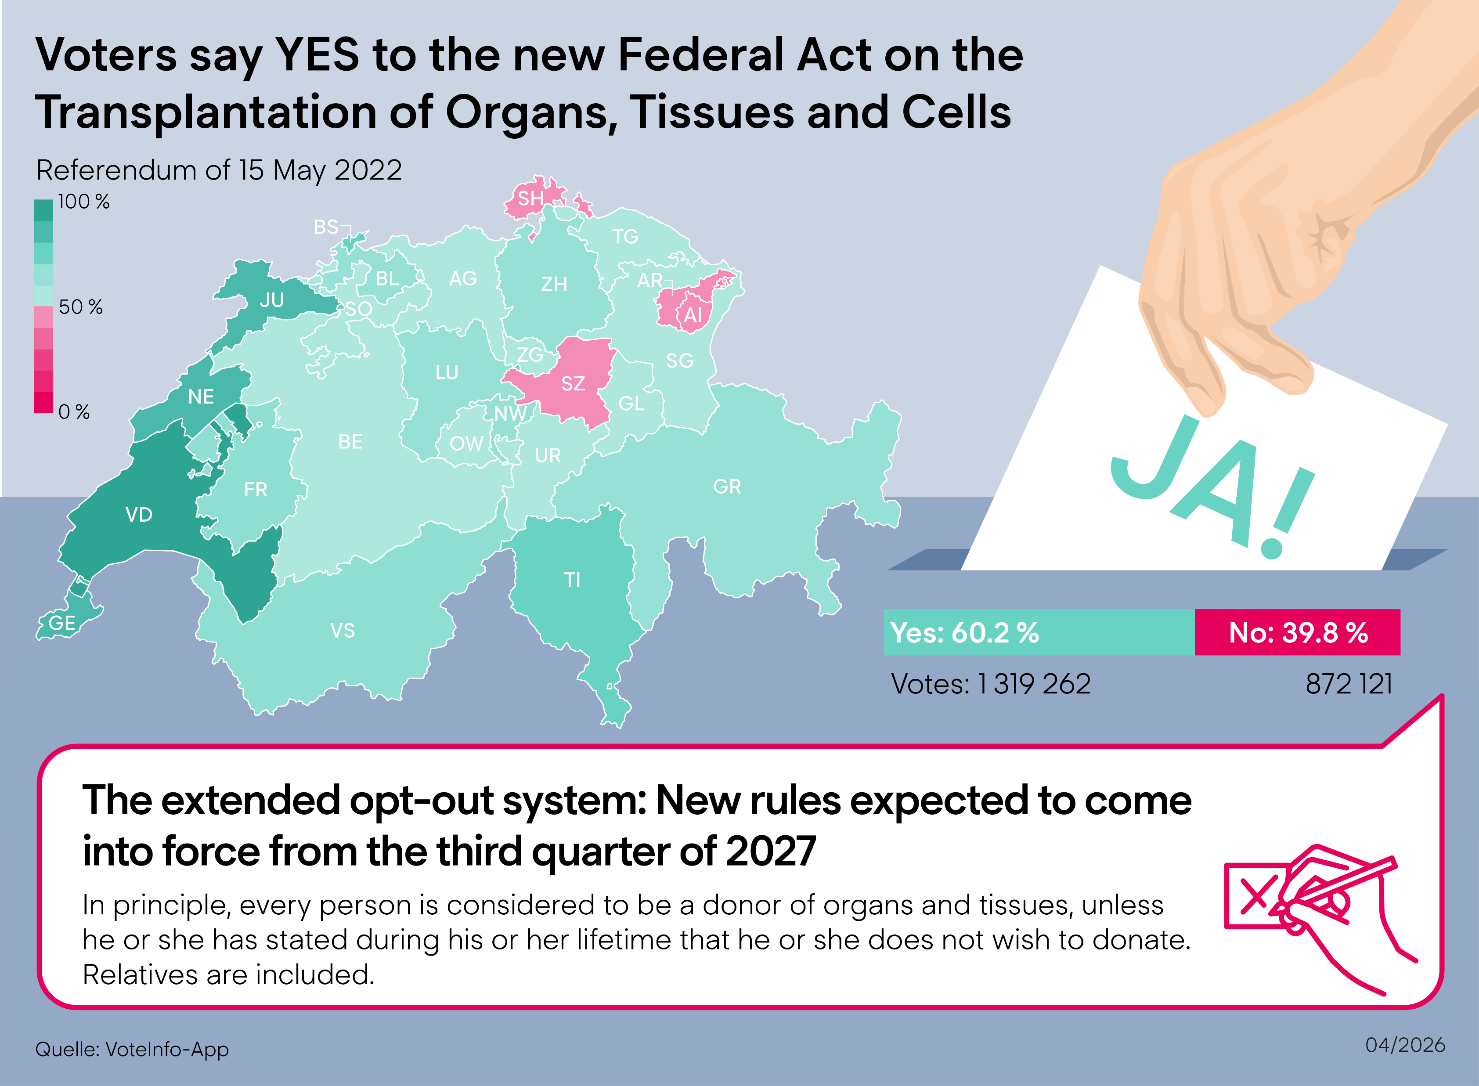 Voters say YES to the new Federal Act on the
Transplantation of Organs, Tissues and Cells
Referendum of 15 May 2022
100 %
50 %
0 %
SH
BS
TG
BL
AG
ZH
AR
JU
SO
AI
ZG
SG
LU
SZ
NE
GL
NW
BE
OW
UR
FR
GR
VD
TI
GE
VS
JA!
Yes: 60.2 %
No: 39.8 %
Votes: 1 319 262
872 121
The extended opt-out system: New rules expected to come
into force from the third quarter of 2027
In principle, every person is considered to be a donor of organs and tissues, unless
he or she has stated during his or her lifetime that he or she does not wish to donate.
Relatives are included.
Quelle: VoteInfo-App
04/2026